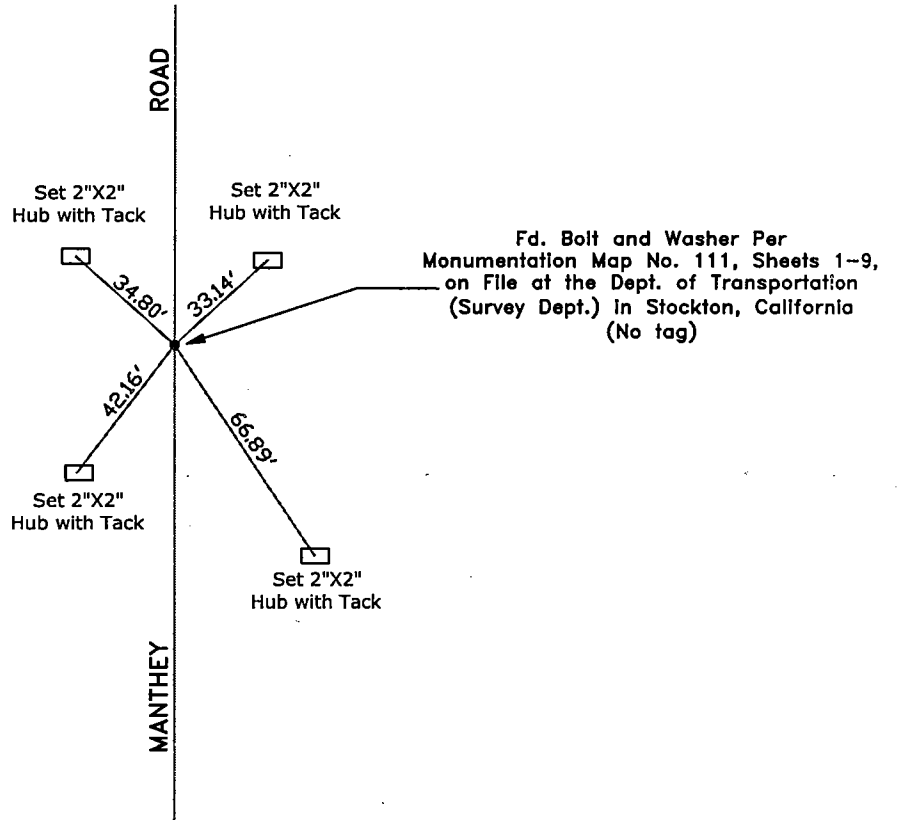 ROAD
Set 2"X2"
Hub with Tack
Set 2"X2"
Hub with Tack
Fd. Bolt and Washer Per
Monumentation Map No. 111, Sheets 1-9,
on File at the Dept. of Transportation
(Survey Dept.) in Stockton, California
(No tag)
34.80'
33.14'
42.16'
66.89'
Set 2"X2"
Hub with Tack
Set 2"X2"
Hub with Tack
MANTHEY